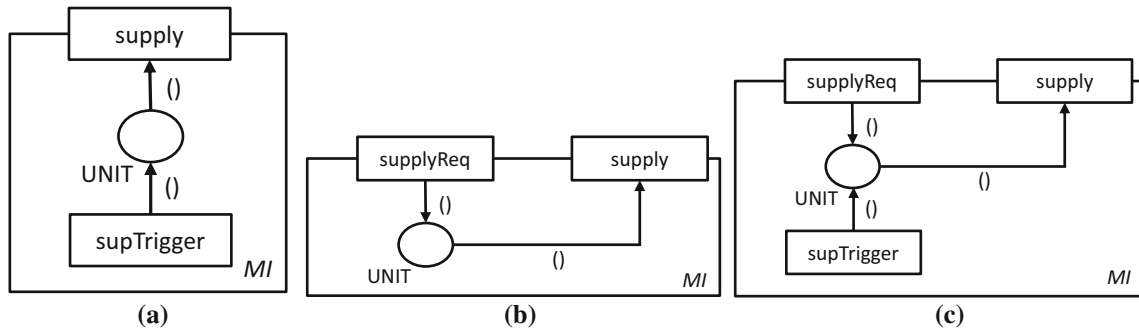 supply
()
UNIT
()
supTrigger
MI
(a)
supplyReq
supply
()
()
UNIT
MI
(b)
supplyReq
supply
()
()
UNIT
()
supTrigger
MI
(c)